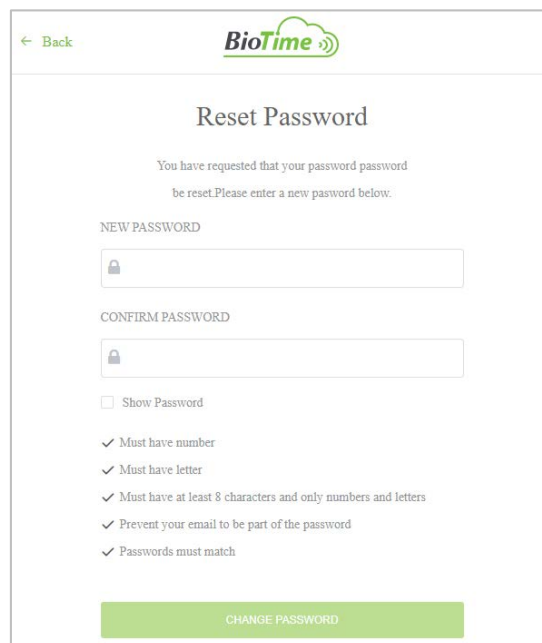 ← Back
BioTime
Reset Password
You have requested that your password password
be reset.Please enter a new pasword below.
NEW PASSWORD
CONFIRM PASSWORD
Show Password
Must have number
Must have letter
Must have at least 8 characters and only numbers and letters
Prevent your email to be part of the password
Passwords must match
CHANGE PASSWORD